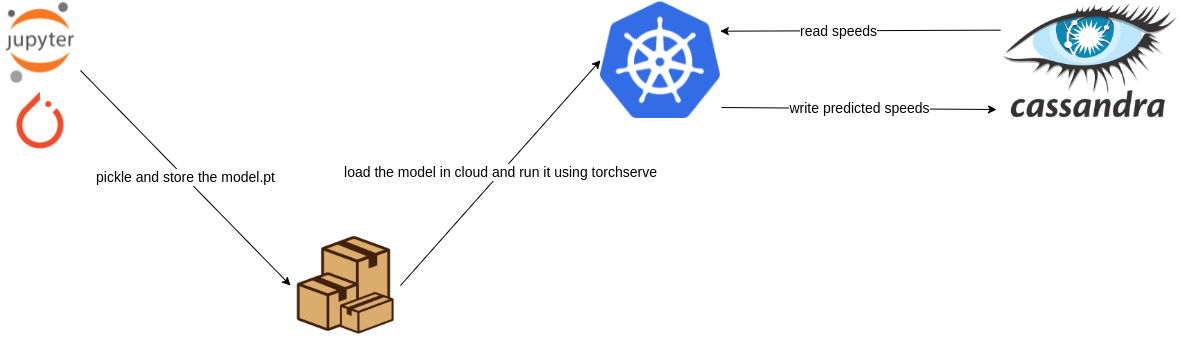 jupyter
read speeds
write predicted speeds
cassandra
load the model in cloud and run it using torchserve
pickle and store the model.pt